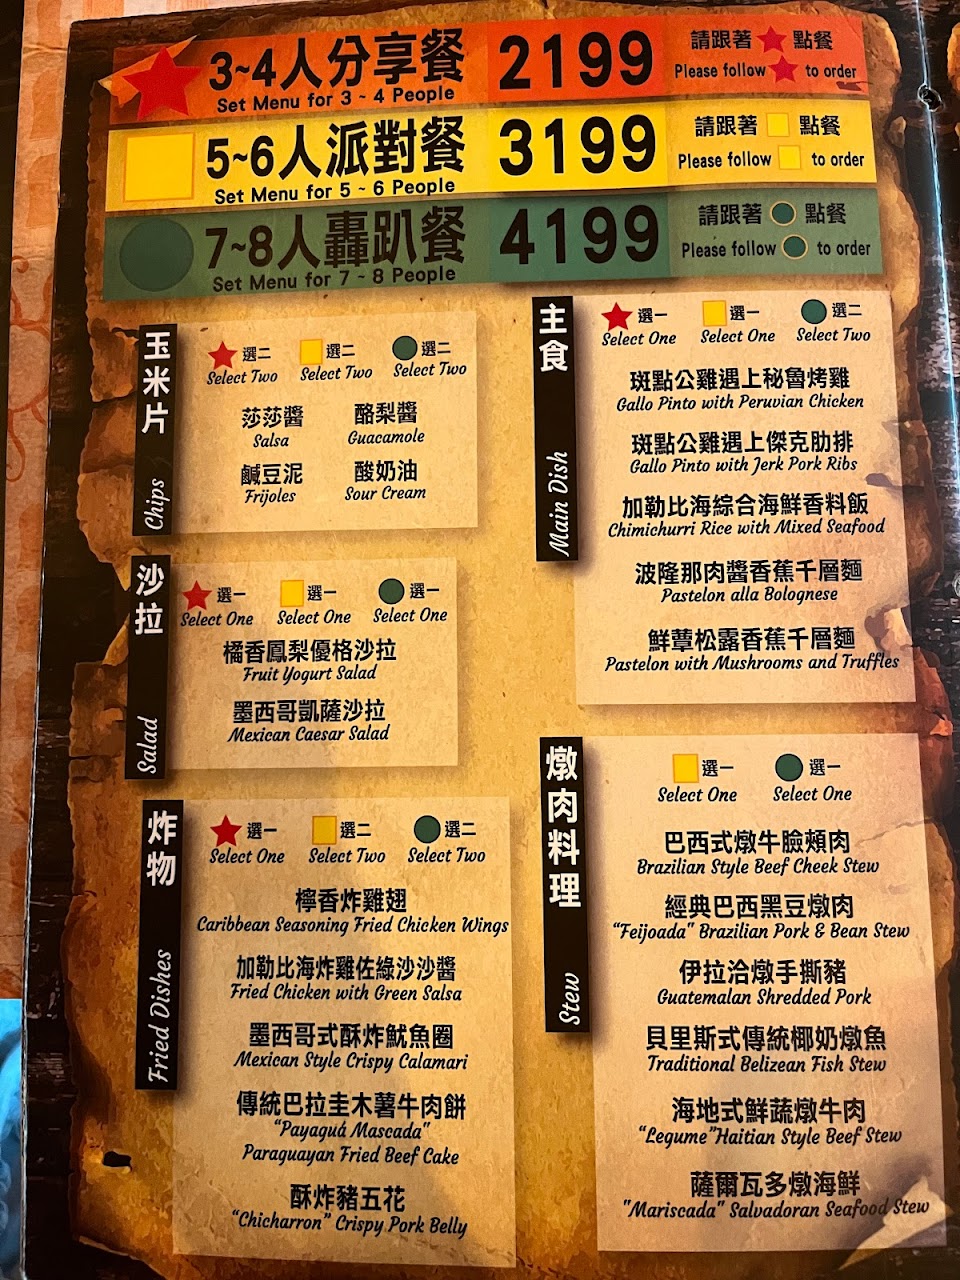 3~4人分享餐 2199 請跟著 點餐
Set Menu for 3 ~ 4 People Please follow to order
5~6人派對餐 3199 請跟著 點餐
Set Menu for 5 ~ 6 People Please follow to order
7~8人轟趴餐 4199 請跟著 點餐
Set Menu for 7 ~ 8 People Please follow to order
玉米片 Chips
選二 選二 選二
Select Two Select Two Select Two
莎莎醬 酪梨醬
Salsa Guacamole
鹹豆泥 酸奶油
Frijoles Sour Cream
沙拉 Salad
選一 選一 選一
Select One Select One Select One
橘香鳳梨優格沙拉
Fruit Yogurt Salad
墨西哥凱薩沙拉
Mexican Caesar Salad
炸物 Fried Dishes
選一 選二 選二
Select One Select Two Select Two
檸香炸雞翅
Caribbean Seasoning Fried Chicken Wings
加勒比海炸雞佐綠沙沙醬
Fried Chicken with Green Salsa
墨西哥式酥炸魷魚圈
Mexican Style Crispy Calamari
傳統巴拉圭木薯牛肉餅
"Payaguá Mascada"
Paraguayan Fried Beef Cake
酥炸豬五花
"Chicharron" Crispy Pork Belly
主食 Main Dish
選一 選一 選二
Select One Select One Select Two
斑點公雞遇上秘魯烤雞
Gallo Pinto with Peruvian Chicken
斑點公雞遇上傑克肋排
Gallo Pinto with Jerk Pork Ribs
加勒比海綜合海鮮香料飯
Chimichurri Rice with Mixed Seafood
波隆那肉醬香蕉千層麵
Pastelon alla Bolognese
鮮蕈松露香蕉千層麵
Pastelon with Mushrooms and Truffles
燉肉料理 Stew
選一 選一
Select One Select One
巴西式燉牛臉頰肉
Brazilian Style Beef Cheek Stew
經典巴西黑豆燉肉
"Feijoada" Brazilian Pork & Bean Stew
伊拉洽燉手撕豬
Guatemalan Shredded Pork
貝里斯式傳統椰奶燉魚
Traditional Belizean Fish Stew
海地式鮮蔬燉牛肉
"Legume"Haitian Style Beef Stew
薩爾瓦多燉海鮮
"Mariscada" Salvadoran Seafood Stew